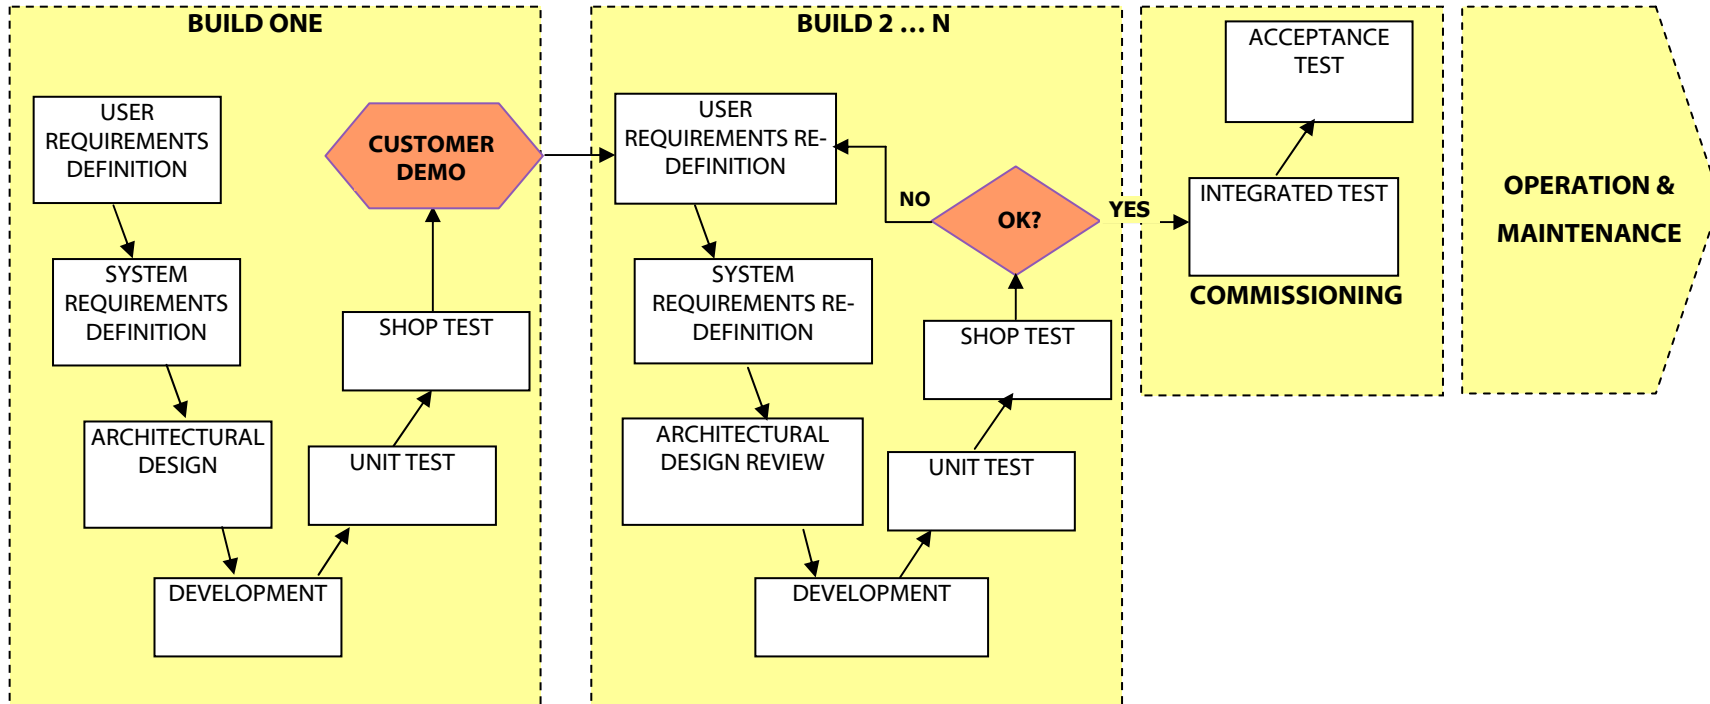 BUILD ONE
USER
REQUIREMENTS
DEFINITION
SYSTEM
REQUIREMENTS
DEFINITION
ARCHITECTURAL
DESIGN
DEVELOPMENT
UNIT TEST
SHOP TEST
CUSTOMER
DEMO
BUILD 2 ... N
USER
REQUIREMENTS RE-
DEFINITION
SYSTEM
REQUIREMENTS RE-
DEFINITION
ARCHITECTURAL
DESIGN REVIEW
DEVELOPMENT
UNIT TEST
SHOP TEST
OK?
NO
YES
ACCEPTANCE
TEST
INTEGRATED TEST
COMMISSIONING
OPERATION &
MAINTENANCE